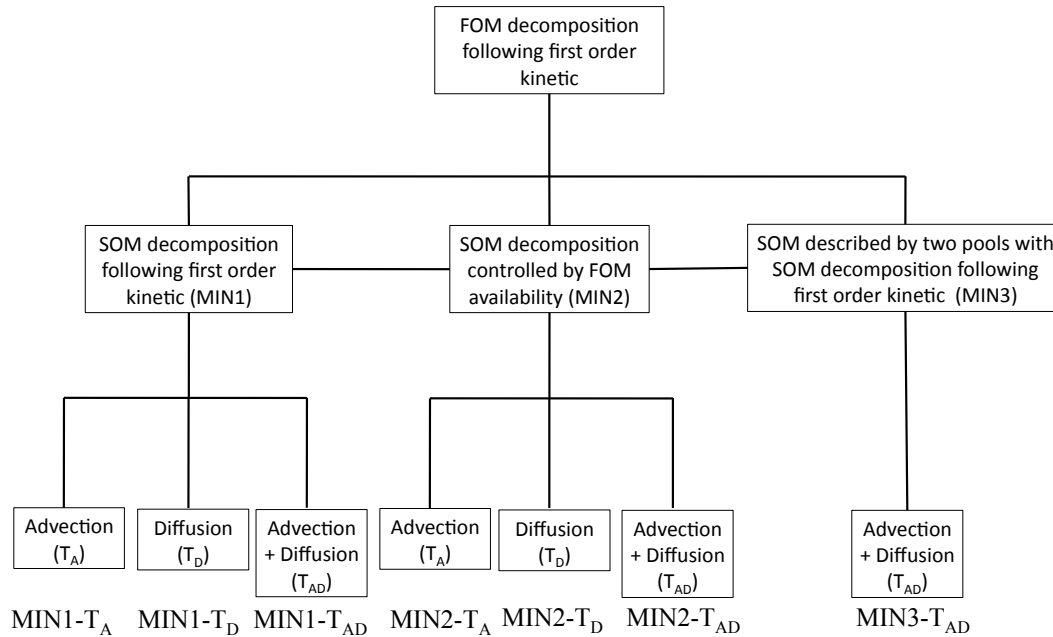 FOM decomposition
following first order
kinetic
SOM decomposition
following first order
kinetic (MIN1)
SOM decomposition
controlled by FOM
availability (MIN2)
SOM described by two pools with
SOM decomposition following
first order kinetic  (MIN3)
Advection
(T_A)
Diffusion
(T_D)
Advection
+ Diffusion
(T_AD)
Advection
(T_A)
Diffusion
(T_D)
Advection
+ Diffusion
(T_AD)
Advection
+ Diffusion
(T_AD)
MIN1-T_A
MIN1-T_D
MIN1-T_AD
MIN2-T_A
MIN2-T_D
MIN2-T_AD
MIN3-T_AD